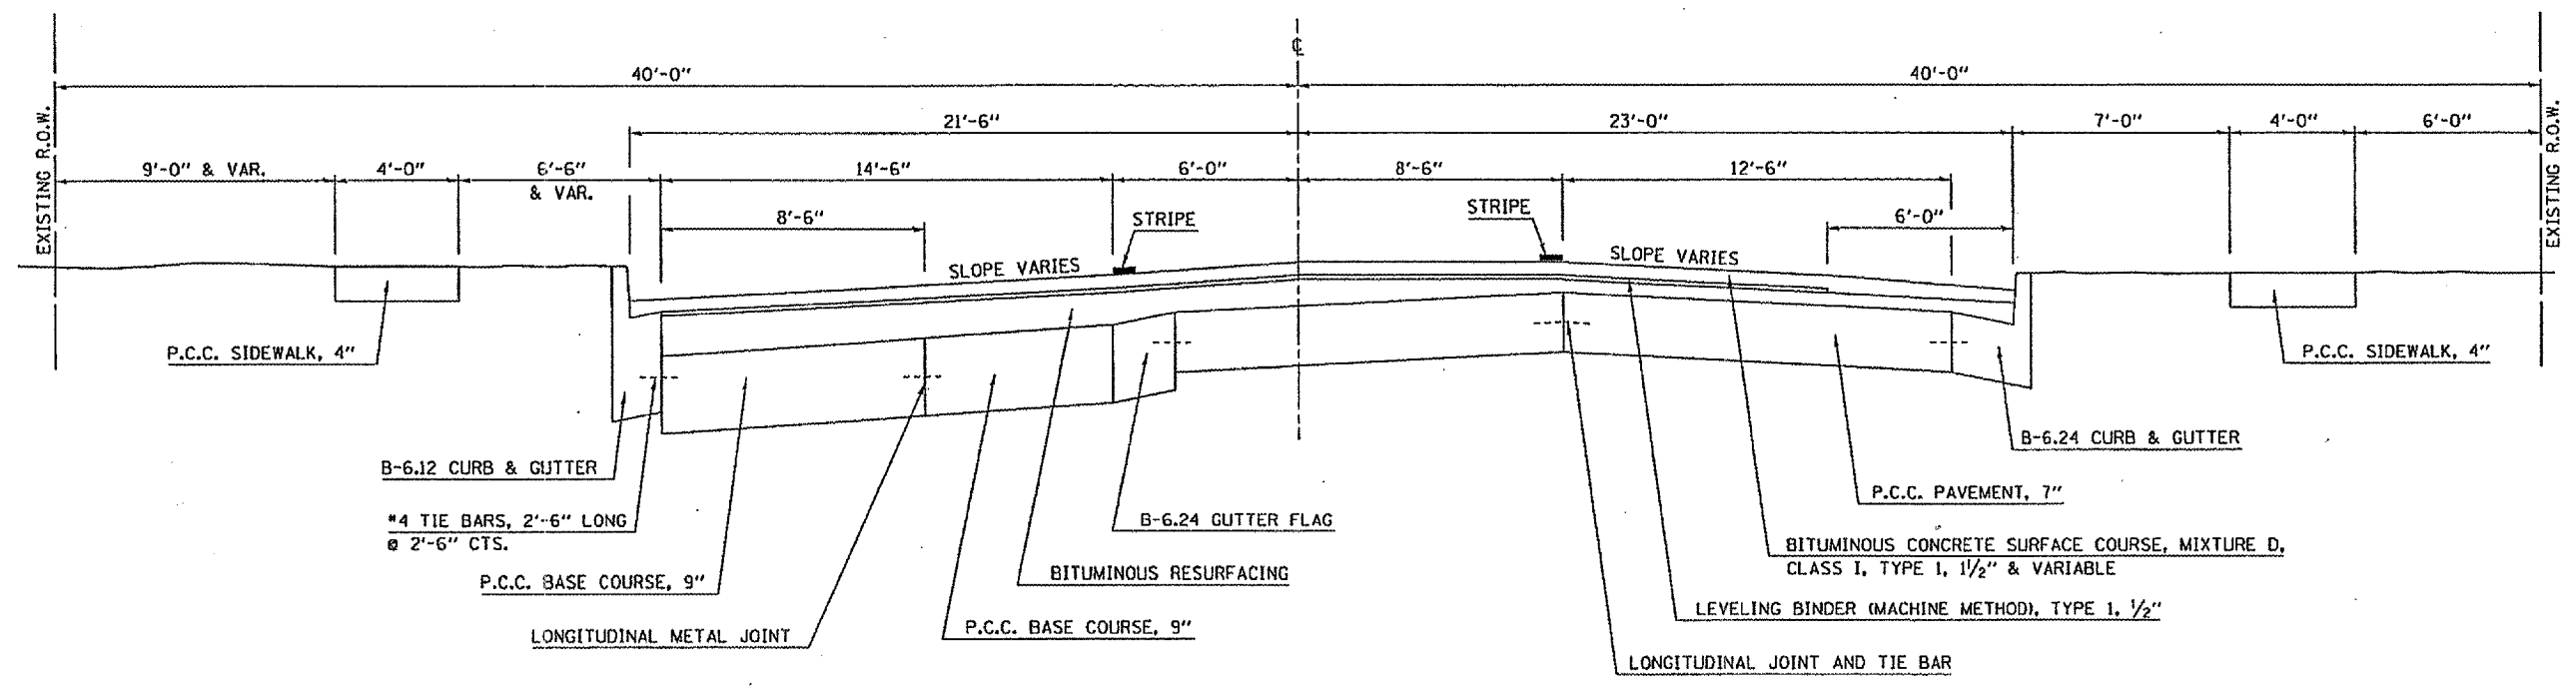 ℄
40'-0" 40'-0"
21'-6" 23'-0" 7'-0" 4'-0" 6'-0"
EXISTING R.O.W.
EXISTING R.O.W.
9'-0" & VAR. 4'-0" 6'-6" 14'-6" 6'-0" 8'-6" 12'-6"
& VAR.
8'-6" STRIPE STRIPE 6'-0"
SLOPE VARIES SLOPE VARIES
P.C.C. SIDEWALK, 4" P.C.C. SIDEWALK, 4"
B-6.24 CURB & GUTTER
B-6.12 CURB & GUTTER
P.C.C. PAVEMENT, 7"
#4 TIE BARS, 2'-6" LONG
@ 2'-6" CTS.
B-6.24 GUTTER FLAG
BITUMINOUS CONCRETE SURFACE COURSE, MIXTURE D,
CLASS I, TYPE 1, 1 1/2" & VARIABLE
P.C.C. BASE COURSE, 9"
BITUMINOUS RESURFACING
LEVELING BINDER (MACHINE METHOD), TYPE 1, 1/2"
LONGITUDINAL METAL JOINT
P.C.C. BASE COURSE, 9"
LONGITUDINAL JOINT AND TIE BAR